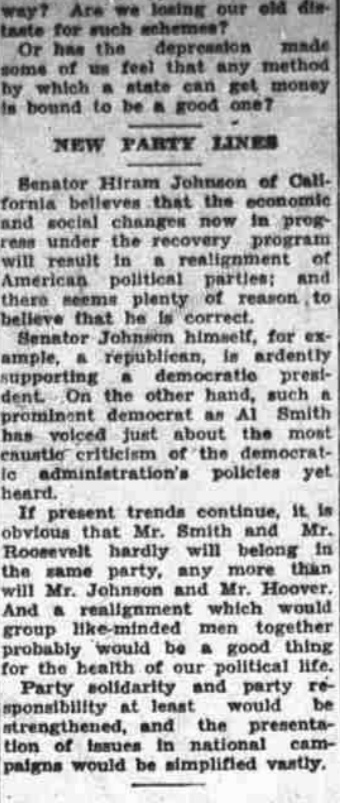 way? Are we losing our old dis-
taste for such schemes?
Or has the depression made
some of us feel that any method
by which a state can get money
is bound to be a good one?
NEW PARTY LINES
Senator Hiram Johnson of Cali-
fornia believes that the economic
and social changes now in prog-
ress under the recovery program
will result in a realignment of
American political parties; and
there seems plenty of reason to
believe that he is correct.
Senator Johnson himself, for ex-
ample, a republican, is ardently
supporting a democratic presi-
dent. On the other hand, such a
prominent democrat as Al Smith
has voiced just about the most
caustic criticism of the democrat-
ic administration's policies yet
heard.
If present trends continue, it is
obvious that Mr. Smith and Mr.
Roosevelt hardly will belong in
the same party, any more than
will Mr. Johnson and Mr. Hoover.
And a realignment which would
group like-minded men together
probably would be a good thing
for the health of our political life.
Party solidarity and party re-
sponsibility at least would be
strengthened, and the presenta-
tion of issues in national cam-
paigns would be simplified vastly.